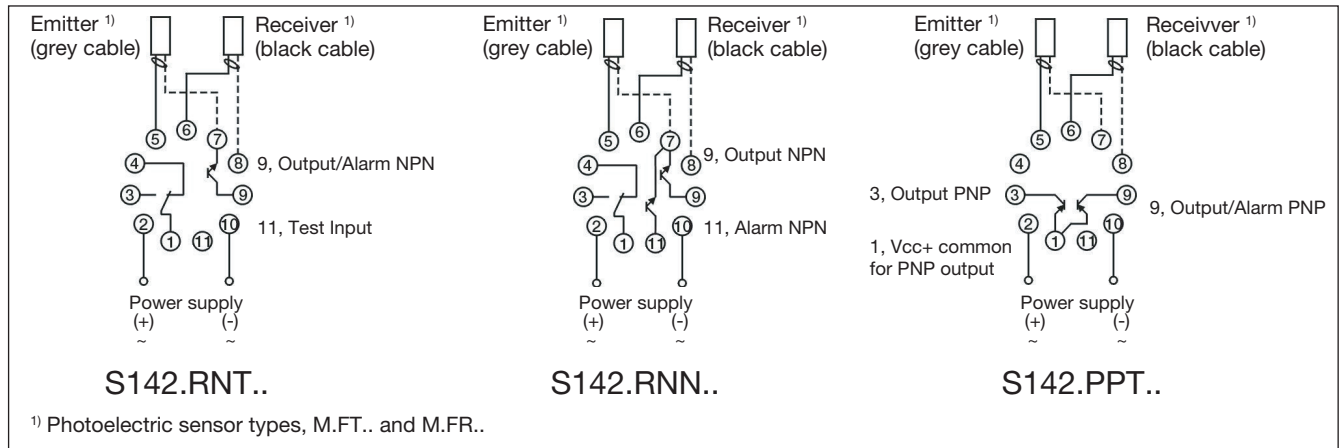 Emitter 1)
(grey cable)
Receiver 1)
(black cable)
5
6
7
4
8
9, Output/Alarm NPN
3
9
2
1
11
10
11, Test Input
Power supply
(+)
(-)
~
~
S142.RNT..
Emitter 1)
(grey cable)
Receiver 1)
(black cable)
5
6
7
4
8
9, Output NPN
3
9
2
1
11
10
11, Alarm NPN
Power supply
(+)
(-)
~
~
S142.RNN..
Emitter 1)
(grey cable)
Receivver 1)
(black cable)
5
6
7
4
8
3, Output PNP
3
9
9, Output/Alarm PNP
2
1
11
10
1, Vcc+ common
for PNP output
Power supply
(+)
(-)
~
~
S142.PPT..
1) Photoelectric sensor types, M.FT.. and M.FR..